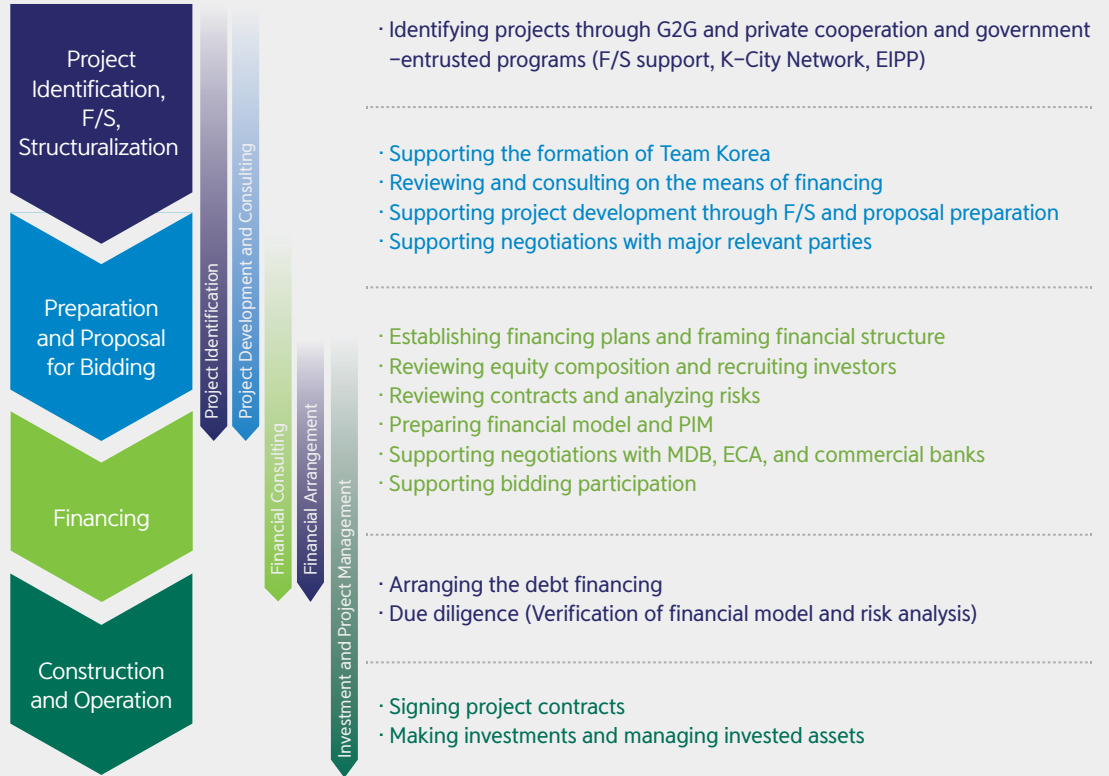 Project
Identification,
F/S,
Structuralization
Preparation
and Proposal
for Bidding
Financing
Construction
and Operation
Project Identification
Project Development and Consulting
Financial Consulting
Financial Arrangement
Investment and Project Management
· Identifying projects through G2G and private cooperation and government
−entrusted programs (F/S support, K−City Network, EIPP)
· Supporting the formation of Team Korea
· Reviewing and consulting on the means of financing
· Supporting project development through F/S and proposal preparation
· Supporting negotiations with major relevant parties
· Establishing financing plans and framing financial structure
· Reviewing equity composition and recruiting investors
· Reviewing contracts and analyzing risks
· Preparing financial model and PIM
· Supporting negotiations with MDB, ECA, and commercial banks
· Supporting bidding participation
· Arranging the debt financing
· Due diligence (Verification of financial model and risk analysis)
· Signing project contracts
· Making investments and managing invested assets